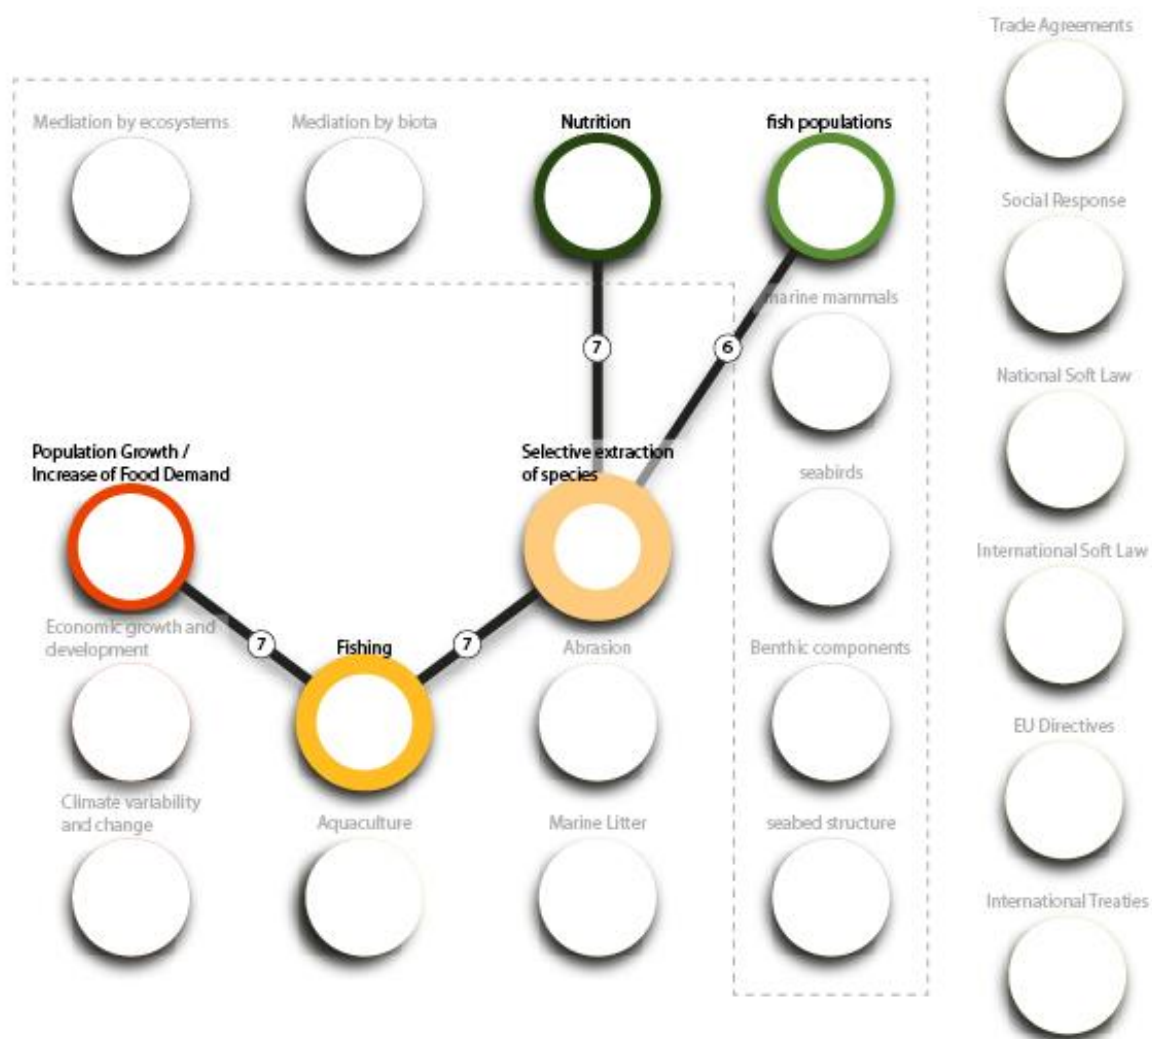 Trade Agreements
Mediation by ecosystems
Mediation by biota
Nutrition
fish populations
Social Response
marine mammals
7
6
National Soft Law
Population Growth /
Increase of Food Demand
Selective extraction
of species
seabirds
International Soft Law
Economic growth and
development
7
Fishing
7
Abrasion
Benthic components
EU Directives
Climate variability
and change
Aquaculture
Marine Litter
seabed structure
International Treaties